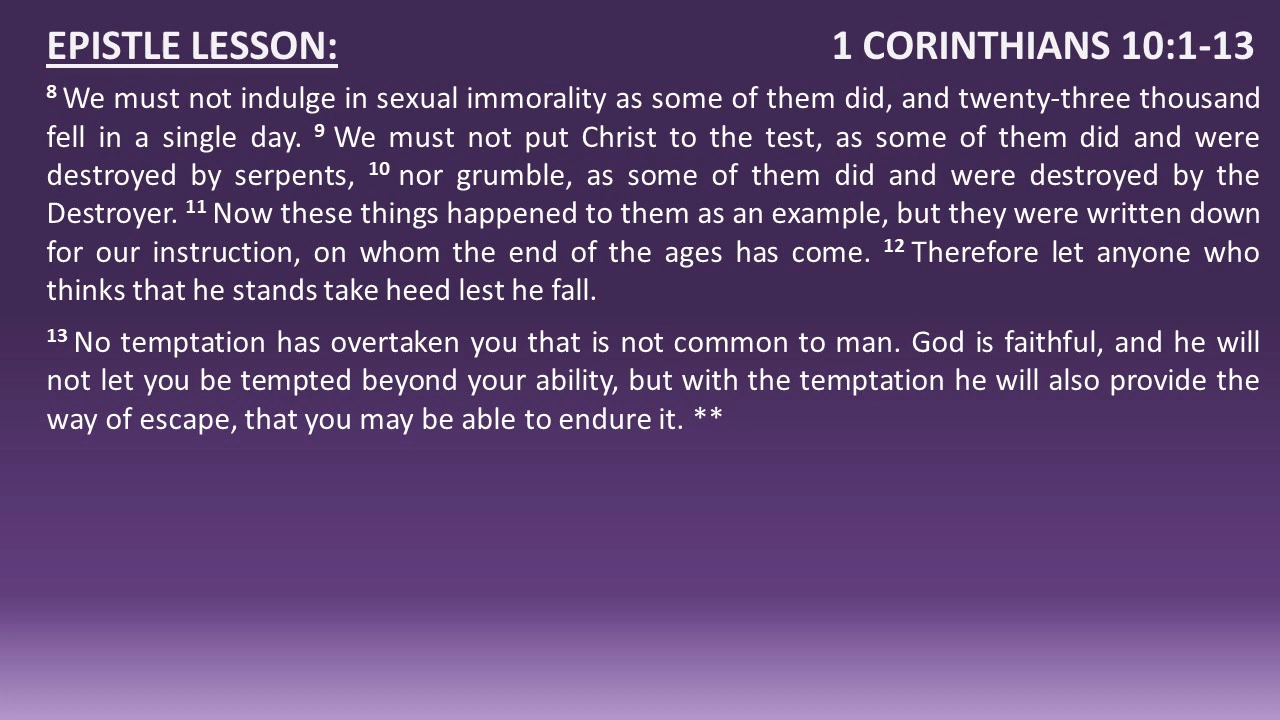 EPISTLE LESSON: 1 CORINTHIANS 10:1-13
8 We must not indulge in sexual immorality as some of them did, and twenty-three thousand
fell in a single day. 9 We must not put Christ to the test, as some of them did and were
destroyed by serpents, 10 nor grumble, as some of them did and were destroyed by the
Destroyer. 11 Now these things happened to them as an example, but they were written down
for our instruction, on whom the end of the ages has come. 12 Therefore let anyone who
thinks that he stands take heed lest he fall.
13 No temptation has overtaken you that is not common to man. God is faithful, and he will
not let you be tempted beyond your ability, but with the temptation he will also provide the
way of escape, that you may be able to endure it. **